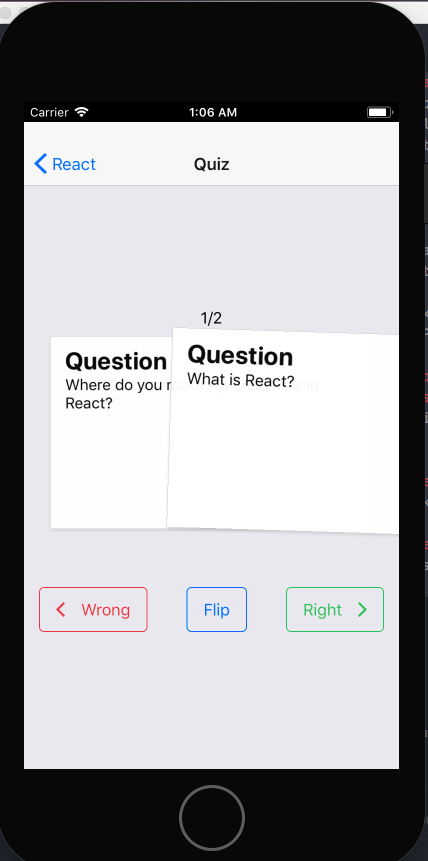 Carrier 1:06 AM
React Quiz
1/2
Question
Where do you in
React?
Question
What is React?
Wrong Flip Right